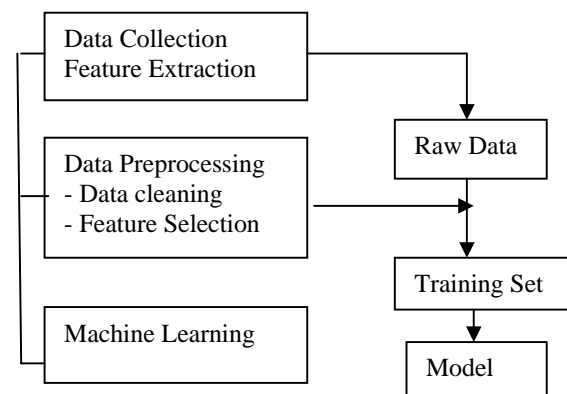 Data Collection
Feature Extraction
Raw Data
Data Preprocessing
- Data cleaning
- Feature Selection
Training Set
Machine Learning
Model